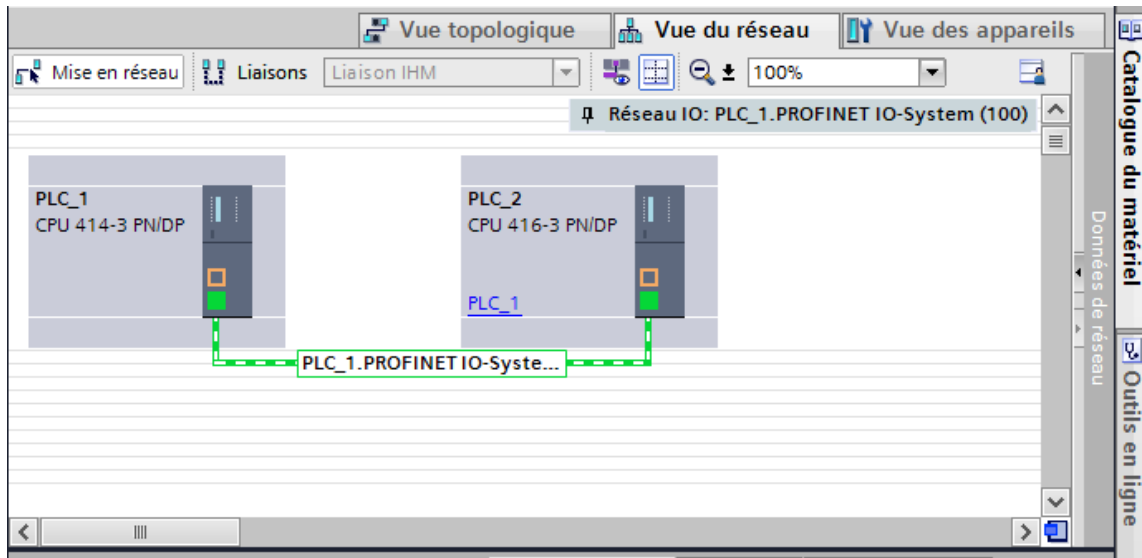 Vue topologique
Vue du réseau
Vue des appareils
Mise en réseau
Liaisons
Liaison IHM
100%
Réseau IO: PLC_1.PROFINET IO-System (100)
PLC_1
CPU 414-3 PN/DP
PLC_2
CPU 416-3 PN/DP
PLC_1
PLC_1.PROFINET IO-Syste...
Données de réseau
Catalogue du matériel
Outils en ligne